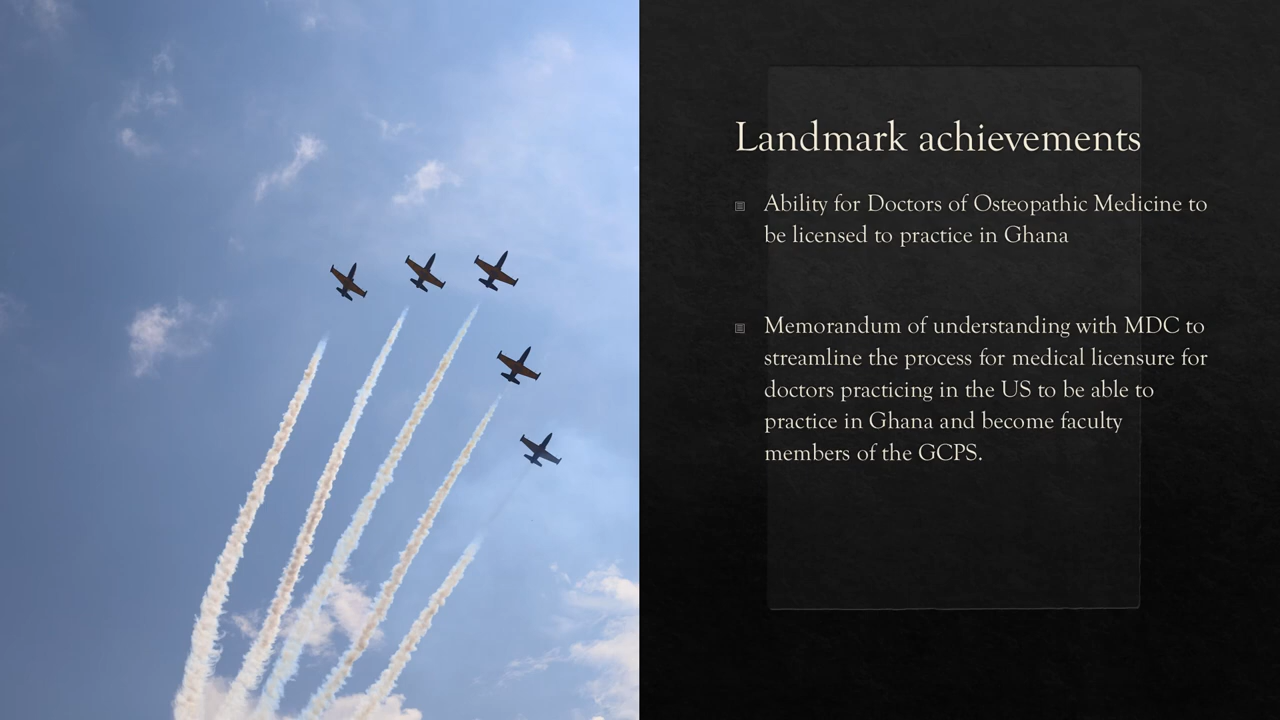 Landmark achievements
Ability for Doctors of Osteopathic Medicine to
be licensed to practice in Ghana
Memorandum of understanding with MDC to
streamline the process for medical licensure for
doctors practicing in the US to be able to
practice in Ghana and become faculty
members of the GCPS.